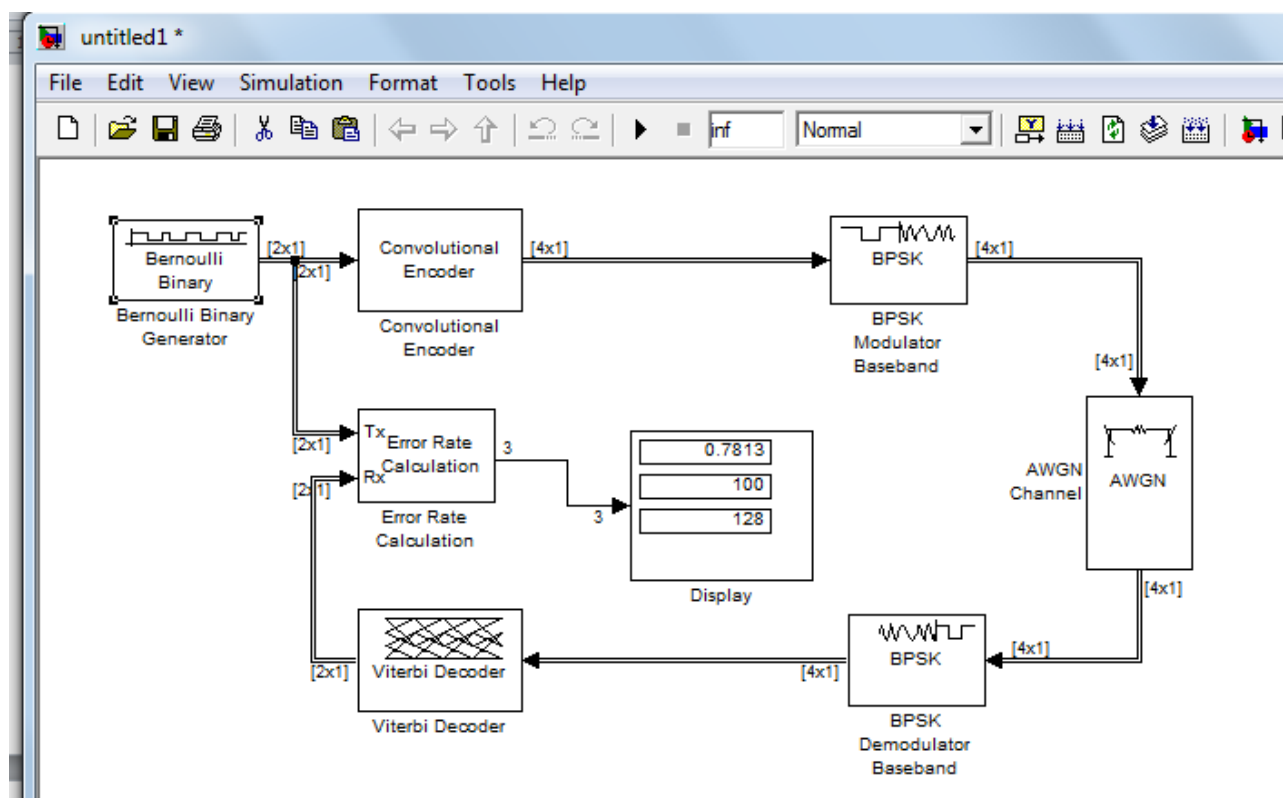 untitled1 *
File Edit View Simulation Format Tools Help
inf Normal
Bernoulli
Binary
Bernoulli Binary
Generator
[2x1]
[2x1]
Convolutional
Encoder
Convolutional
Encoder
[4x1]
BPSK
BPSK
Modulator
Baseband
[4x1]
[4x1]
AWGN
AWGN
Channel
[4x1]
[2x1]
Tx
Rx
Error Rate
Calculation
Error Rate
Calculation
[2x1]
3
3
0.7813
100
128
Display
Viterbi Decoder
Viterbi Decoder
[2x1]
[4x1]
BPSK
BPSK
Demodulator
Baseband
[4x1]